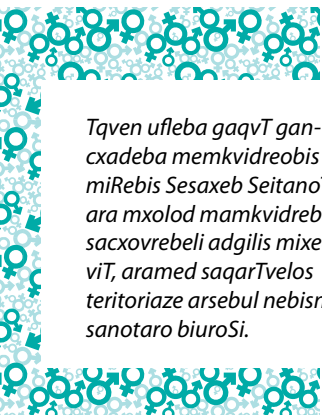 Tqven ufleba gaqvT gan-
cxadeba memkvidreobis
miRebis Sesaxeb
ara mxolod
sacxovrebeli adgilis
viT, aramed saqarTvelos
teritoriaze arsebul
sanotaro biuroSi.